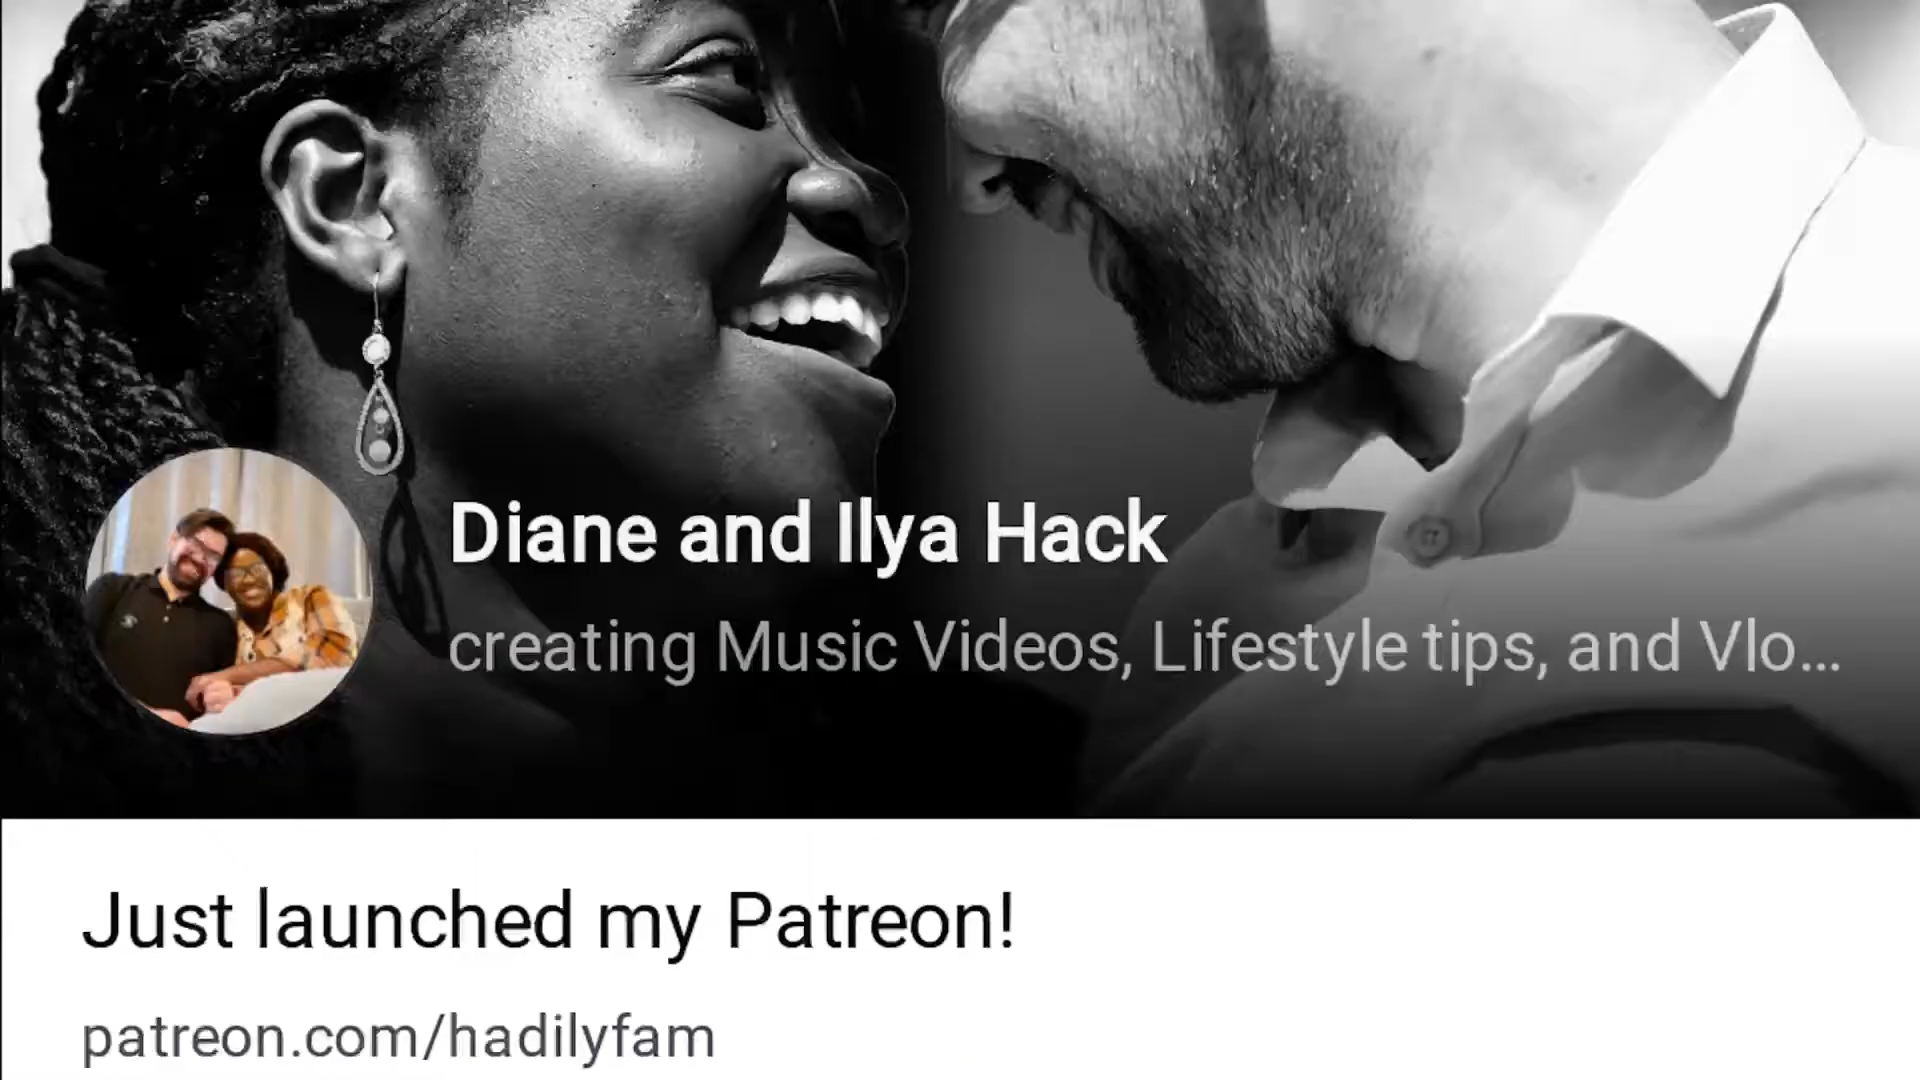 Diane and Ilya Hack
creating Music Videos, Lifestyle tips, and Vlo...
Just launched my Patreon!
patreon.com/hadilyfam